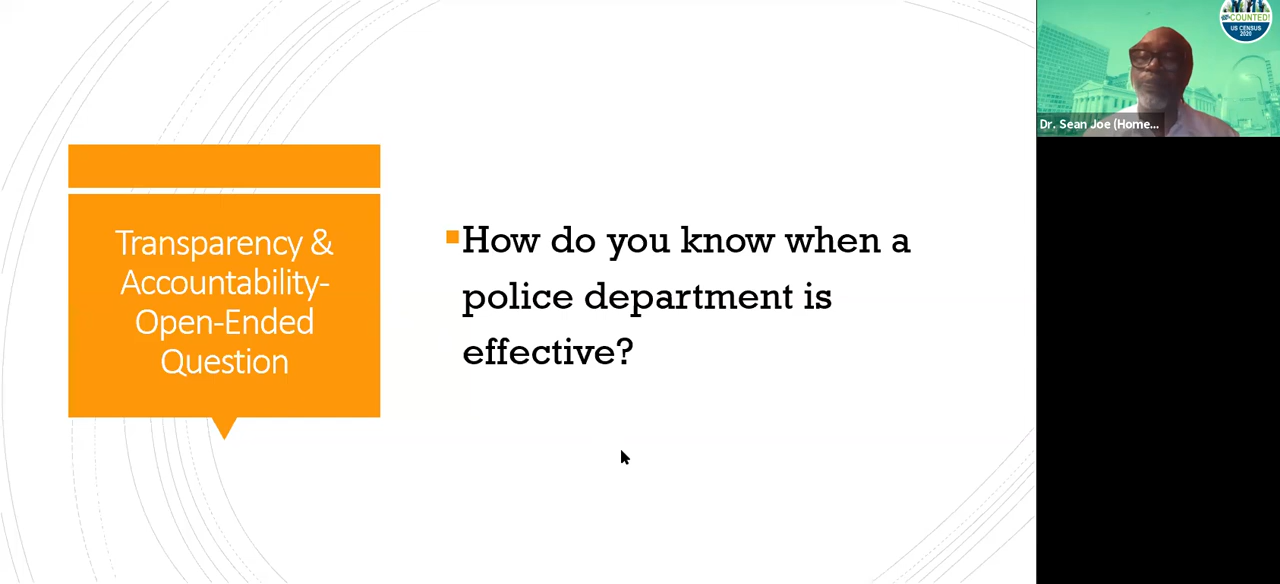 Transparency &
Accountability-
Open-Ended
Question
How do you know when a
police department is
effective?
COUNTED!
US CENSUS
2020
Dr. Sean Joe (Home...